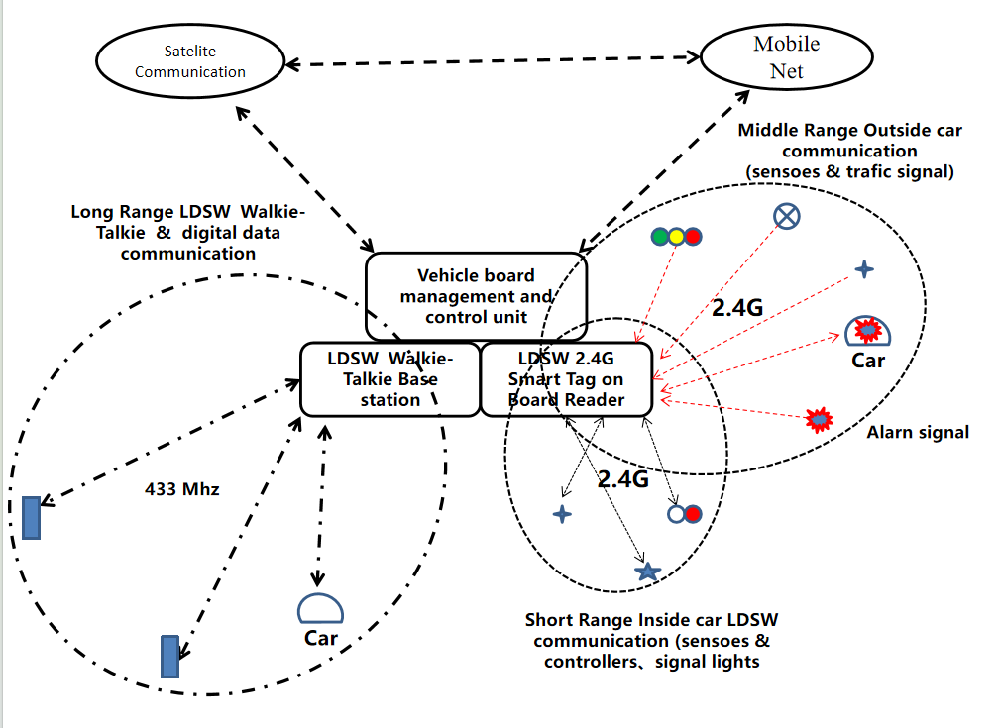 Satelite
Communication
Mobile
Net
Middle Range Outside car
communication
(sensoes & trafic signal)
Long Range LDSW Walkie-
Talkie & digital data
communication
Vehicle board
management and
control unit
2.4G
LDSW Walkie-
Talkie Base
station
LDSW 2.4G
Smart Tag on
Board Reader
Car
Alarn signal
433 Mhz
2.4G
Car
Short Range Inside car LDSW
communication (sensoes &
controllers、signal lights